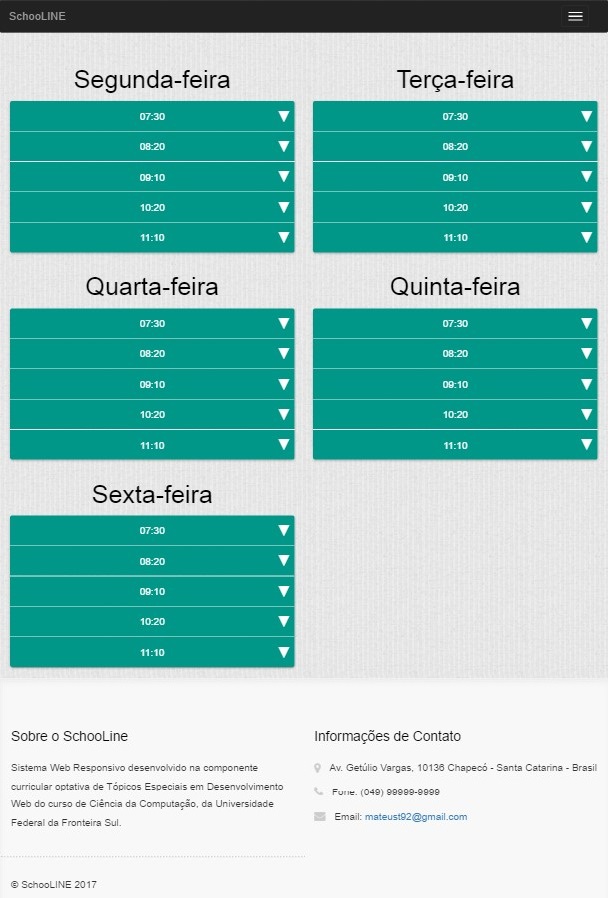 SchooLINE
Segunda-feira
07:30
08:20
09:10
10:20
11:10
Terça-feira
07:30
08:20
09:10
10:20
11:10
Quarta-feira
07:30
08:20
09:10
10:20
11:10
Quinta-feira
07:30
08:20
09:10
10:20
11:10
Sexta-feira
07:30
08:20
09:10
10:20
11:10
Sobre o SchooLine
Sistema Web Responsivo desenvolvido na componente
curricular optativa de Tópicos Especiais em Desenvolvimento
Web do curso de Ciência da Computação, da Universidade
Federal da Fronteira Sul.
Informações de Contato
Av. Getúlio Vargas, 10136 Chapecó - Santa Catarina - Brasil
Fone: (049) 99999-9999
Email: mateust92@gmail.com
© SchooLINE 2017